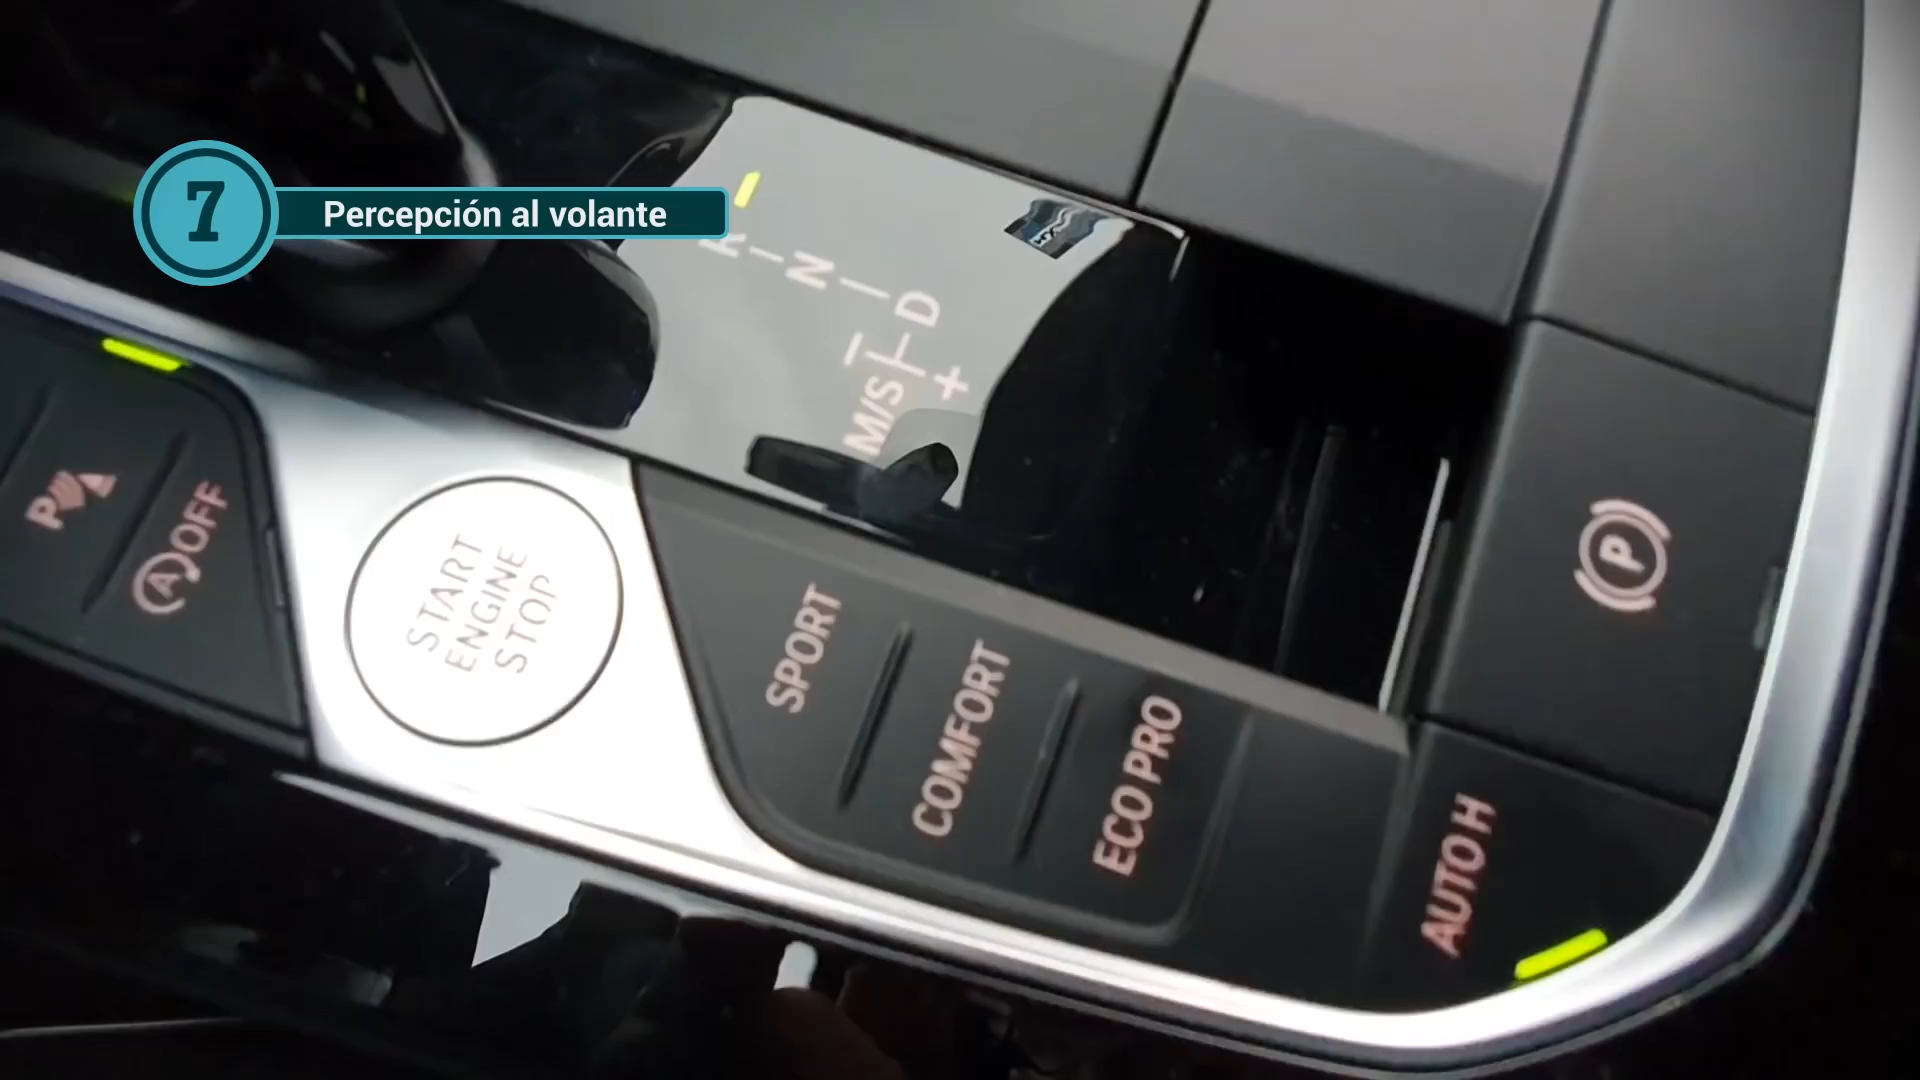 7
Percepción al volante
R
N
D
M/S
+
P
A OFF
START
ENGINE
STOP
SPORT
COMFORT
ECO PRO
P
AUTO H